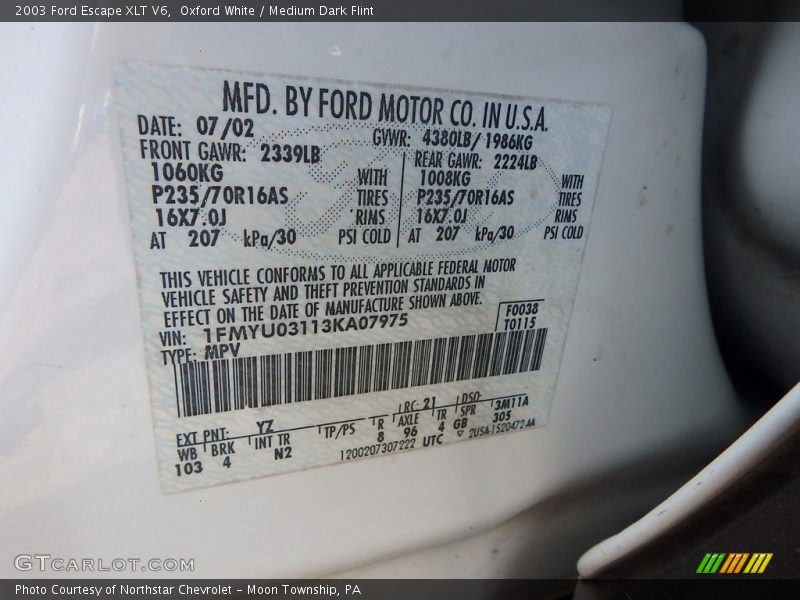 2003 Ford Escape XLT V6,  Oxford White / Medium Dark Flint
MFD. BY FORD MOTOR CO. IN U.S.A.
DATE: 07/02 GVWR: 4380LB/1986KG
FRONT GAWR: 2339LB REAR GAWR: 2224LB
1060KG WITH 1008KG WITH
P235/70R16AS TIRES P235/70R16AS TIRES
16X7.0J RIMS 16X7.0J RIMS
AT 207 kPa/30 PSI COLD AT 207 kPa/30 PSI COLD
THIS VEHICLE CONFORMS TO ALL APPLICABLE FEDERAL MOTOR
VEHICLE SAFETY AND THEFT PREVENTION STANDARDS IN
EFFECT ON THE DATE OF MANUFACTURE SHOWN ABOVE.
VIN: 1FMYU03113KA07975 F0038
TYPE: MPV T0115
EXT PNT: YZ RC: 21 DSO:
WB BRK INT TR TP/PS R AXLE TR SPR 3M11A
103 4 N2 8 96 4 GB 305
1200207307222 UTC ▽ 2U5A-1520472-AA
GTCARLOT.COM
Photo Courtesy of Northstar Chevrolet - Moon Township, PA